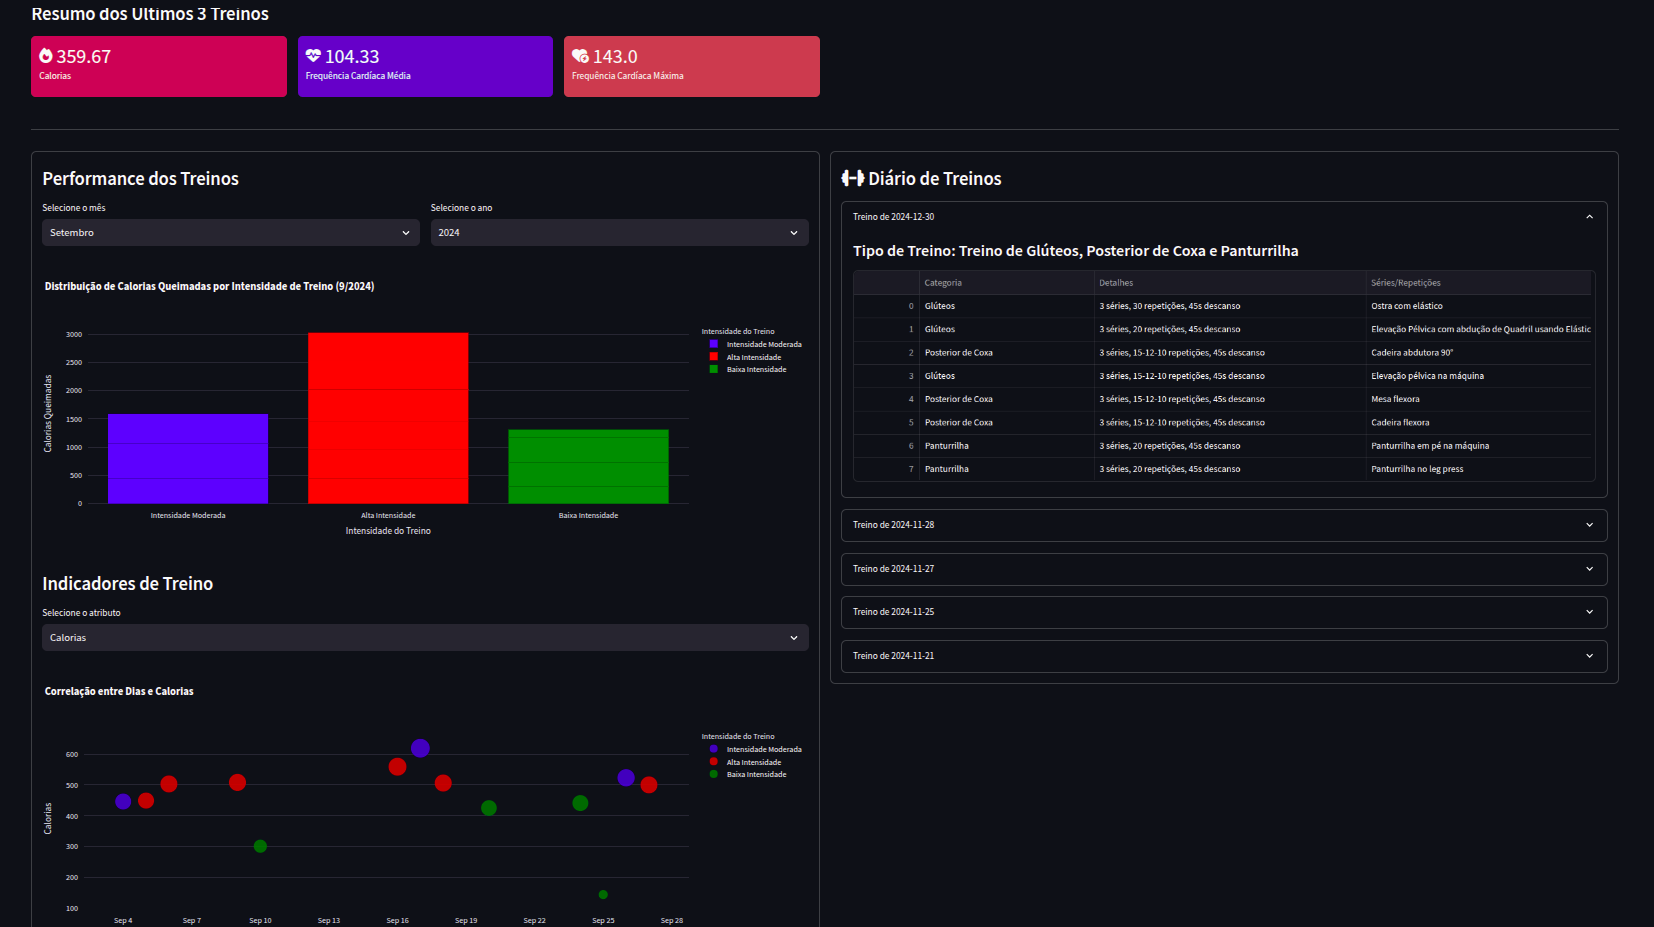 Resumo dos Últimos 3 Treinos
359.67
Calorias
104.33
Frequência Cardíaca Média
143.0
Frequência Cardíaca Máxima
Performance dos Treinos
Selecione o mês
Selecione o ano
Setembro
2024
Distribuição de Calorias Queimadas por Intensidade de Treino (9/2024)
Calorias Queimadas
3000
2500
2000
1500
1000
500
0
Intensidade Moderada
Alta Intensidade
Baixa Intensidade
Intensidade do Treino
Intensidade do Treino
Intensidade Moderada
Alta Intensidade
Baixa Intensidade
Indicadores de Treino
Selecione o atributo
Calorias
Correlação entre Dias e Calorias
Calorias
600
500
400
300
200
100
Sep 4 Sep 7 Sep 10 Sep 13 Sep 16 Sep 19 Sep 22 Sep 25 Sep 28
Intensidade do Treino
Intensidade Moderada
Alta Intensidade
Baixa Intensidade
Diário de Treinos
Treino de 2024-12-30
Tipo de Treino: Treino de Glúteos, Posterior de Coxa e Panturrilha
Categoria Detalhes Séries/Repetições
0 Glúteos 3 séries, 30 repetições, 45s descanso Ostra com elástico
1 Glúteos 3 séries, 20 repetições, 45s descanso Elevação Pélvica com abdução de Quadril usando Elástic
2 Posterior de Coxa 3 séries, 15-12-10 repetições, 45s descanso Cadeira abdutora 90°
3 Glúteos 3 séries, 15-12-10 repetições, 45s descanso Elevação pélvica na máquina
4 Posterior de Coxa 3 séries, 15-12-10 repetições, 45s descanso Mesa flexora
5 Posterior de Coxa 3 séries, 15-12-10 repetições, 45s descanso Cadeira flexora
6 Panturrilha 3 séries, 20 repetições, 45s descanso Panturrilha em pé na máquina
7 Panturrilha 3 séries, 20 repetições, 45s descanso Panturrilha no leg press
Treino de 2024-11-28
Treino de 2024-11-27
Treino de 2024-11-25
Treino de 2024-11-21